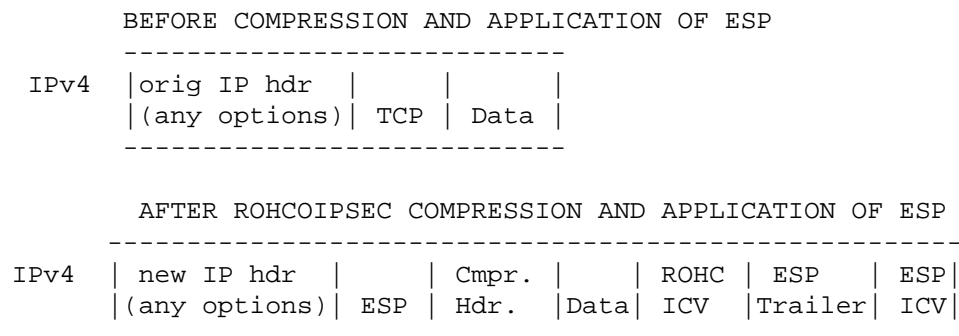 BEFORE COMPRESSION AND APPLICATION OF ESP
----------------------------
IPv4 |orig IP hdr | | |
|(any options)| TCP | Data |
----------------------------
AFTER ROHCOIPSEC COMPRESSION AND APPLICATION OF ESP
------------------------------------------------------
IPv4 | new IP hdr | | Cmpr. | | ROHC | ESP | ESP|
|(any options)| ESP | Hdr. |Data| ICV |Trailer| ICV|